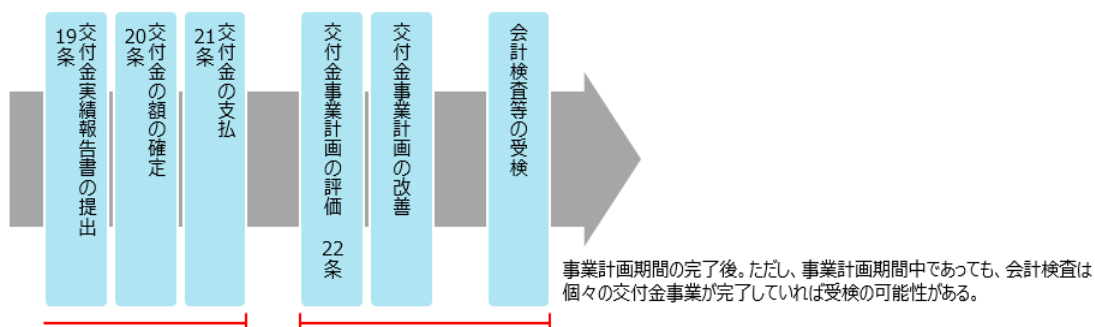 交付金実績報告書の提出
19条
交付金の額の確定
20条
交付金の支払
21条
交付金事業計画の評価 22条
交付金事業計画の改善
会計検査等の受検
事業計画期間の完了後。ただし、事業計画期間中であっても、会計検査は
個々の交付金事業が完了していれば受検の可能性がある。